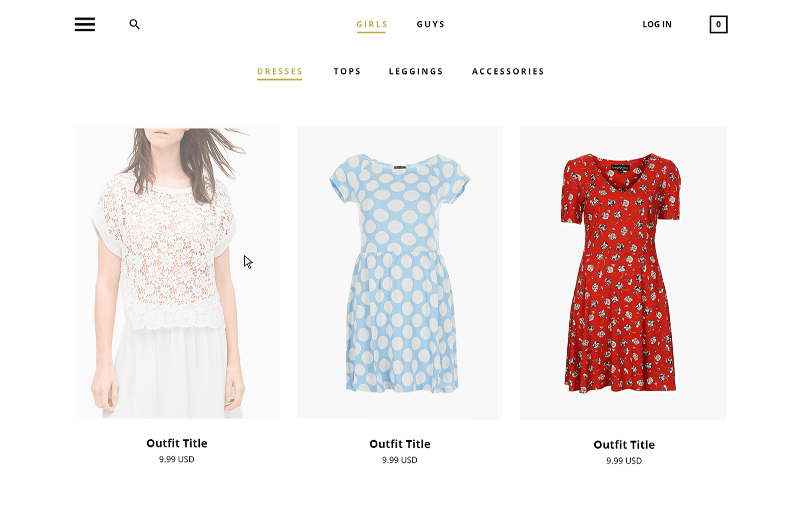 GIRLS GUYS LOG IN 0
DRESSES TOPS LEGGINGS ACCESSORIES
Outfit Title Outfit Title Outfit Title
9.99 USD 9.99 USD 9.99 USD